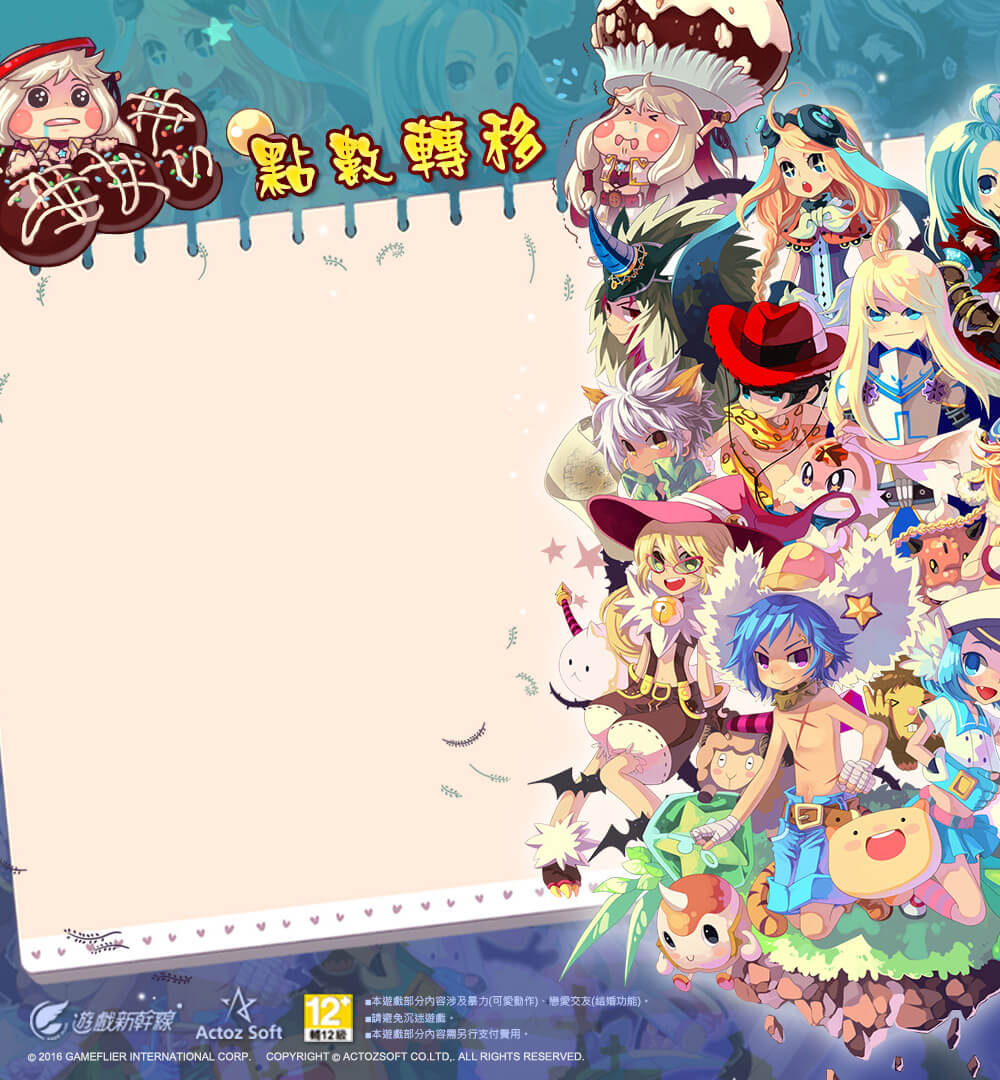 點數轉移
遊戲新幹線
Actoz Soft
12+
輔12級
■本遊戲部分內容涉及暴力(可愛動作)、戀愛交友(結婚功能)。
■請避免沉迷遊戲。
■本遊戲部分內容需另行支付費用。
© 2016 GAMEFLIER INTERNATIONAL CORP. COPYRIGHT © ACTOZSOFT CO.LTD,. ALL RIGHTS RESERVED.